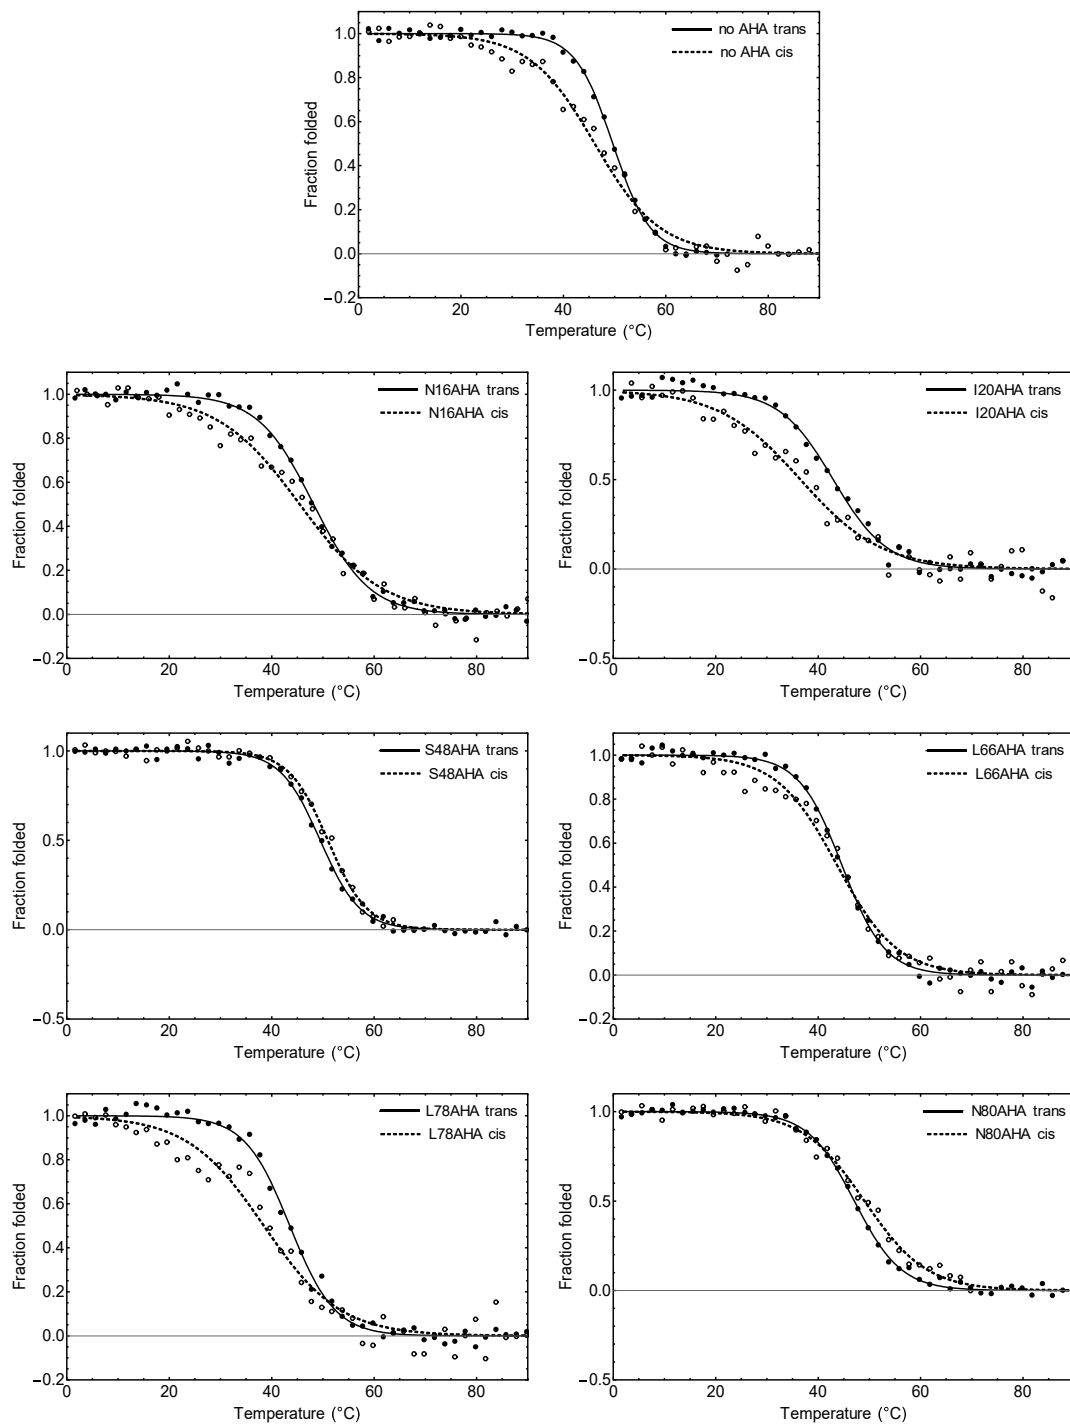 1.0
0.8
0.6
0.4
0.2
0.0
−0.2
Fraction folded
no AHA trans
no AHA cis
0 20 40 60 80
Temperature (°C)
1.0
0.8
0.6
0.4
0.2
0.0
−0.2
Fraction folded
N16AHA trans
N16AHA cis
0 20 40 60 80
Temperature (°C)
1.0
0.5
0.0
−0.5
Fraction folded
I20AHA trans
I20AHA cis
0 20 40 60 80
Temperature (°C)
1.0
0.5
0.0
−0.5
Fraction folded
S48AHA trans
S48AHA cis
0 20 40 60 80
Temperature (°C)
1.0
0.8
0.6
0.4
0.2
0.0
−0.2
Fraction folded
L66AHA trans
L66AHA cis
0 20 40 60 80
Temperature (°C)
1.0
0.8
0.6
0.4
0.2
0.0
−0.2
Fraction folded
L78AHA trans
L78AHA cis
0 20 40 60 80
Temperature (°C)
1.0
0.5
0.0
−0.5
Fraction folded
N80AHA trans
N80AHA cis
0 20 40 60 80
Temperature (°C)